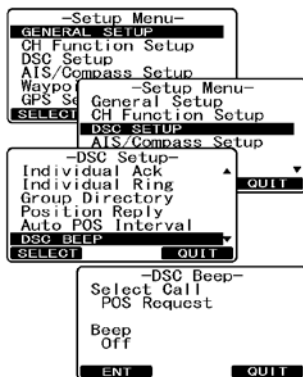 -Setup Menu-
GENERAL SETUP
CH Function Setup
DSC Setup
AIS/Compass Setup
Waypo
GPS Se
SELECT
-Setup Menu-
General Setup
CH Function Setup
DSC SETUP
AIS/Compass Setup
QUIT
-DSC Setup-
Individual Ack
Individual Ring
Group Directory
Position Reply
Auto POS Interval
DSC BEEP
SELECT QUIT
-DSC Beep-
Select Call
POS Request
Beep
Off
ENT QUIT